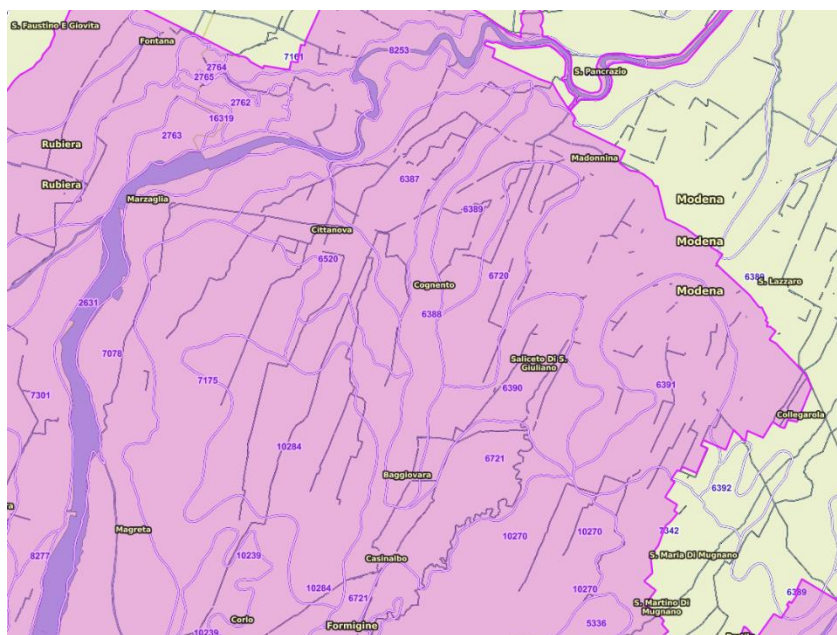 S. Faustino E Giovita
Fontana
7161
8253
2764
2765
S. Pancrazio
2762
16319
2763
Rubiera
Madonnina
Rubiera
6387
Marzaglia
Modena
6389
Cittanova
Modena
6520
6720
6389
S. Lazzaro
Cognento
Modena
2631
6388
7078
Saliceto Di S.
Giuliano
7175
6390
6391
7301
Collegarola
10284
6721
Baggiovara
6392
Magreta
10270
10270
7342
8277
10239
Casinalbo
S. Maria Di Mugnano
10284
10270
6721
6389
S. Martino Di
Mugnano
Corlo
Formigine
5336
10239